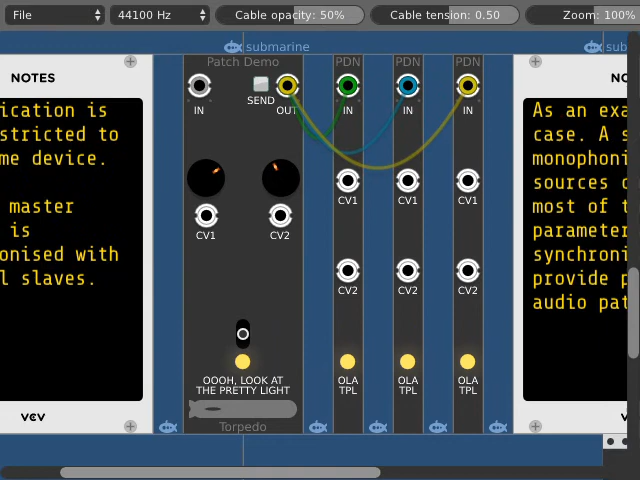 File
44100 Hz
Cable opacity: 50%
Cable tension: 0.50
Zoom: 100%
submarine
sub
NOTES
ication is
stricted to
me device.
master
is
onised with
l slaves.
vcv
Patch Demo
IN
SEND
OUT
CV1
CV2
OOOH, LOOK AT
THE PRETTY LIGHT
Torpedo
PDN
IN
CV1
CV2
OLA
TPL
PDN
IN
CV1
CV2
OLA
TPL
PDN
IN
CV1
CV2
OLA
TPL
NO
As an exa
case. A s
monophoni
sources o
most of t
parameter
synchroni
provide p
audio pat